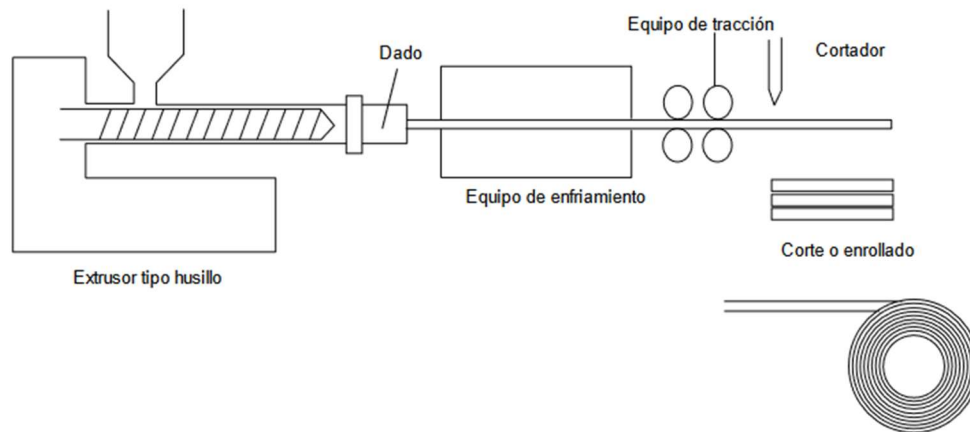 Equipo de tracción
Dado
Cortador
Equipo de enfriamiento
Corte o enrollado
Extrusor tipo husillo